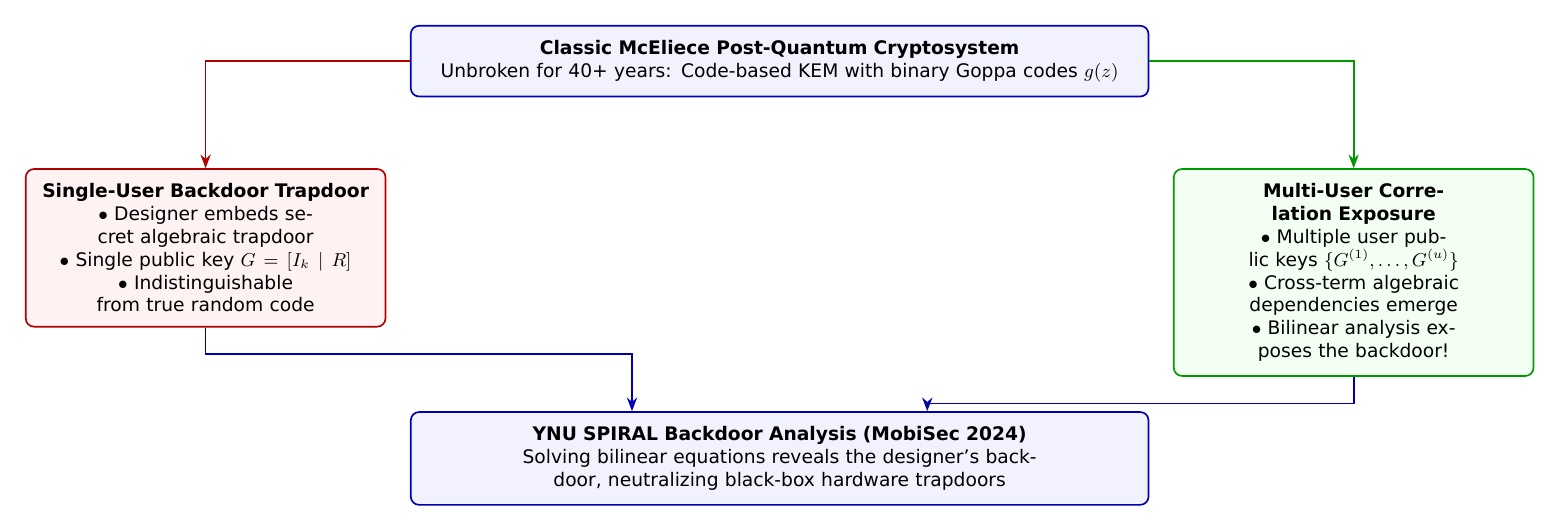 Classic McEliece Post-Quantum Cryptosystem
Unbroken for 40+ years: Code-based KEM with binary Goppa codes g(z)
Single-User Backdoor Trapdoor
• Designer embeds se-
cret algebraic trapdoor
• Single public key G = [I_k | R]
• Indistinguishable
from true random code
Multi-User Corre-
lation Exposure
• Multiple user pub-
lic keys {G^(1), . . . , G^(u)}
• Cross-term algebraic
dependencies emerge
• Bilinear analysis ex-
poses the backdoor!
YNU SPIRAL Backdoor Analysis (MobiSec 2024)
Solving bilinear equations reveals the designer’s back-
door, neutralizing black-box hardware trapdoors